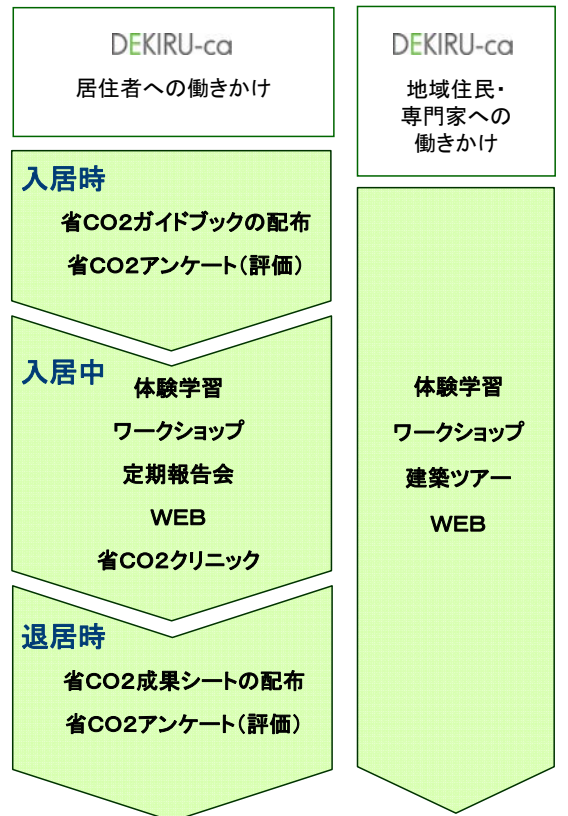 DEKIRU-ca
居住者への働きかけ
入居時
省CO2ガイドブックの配布
省CO2アンケート（評価）
入居中
体験学習
ワークショップ
定期報告会
WEB
省CO2クリニック
退居時
省CO2成果シートの配布
省CO2アンケート（評価）
DEKIRU-ca
地域住民・
専門家への
働きかけ
体験学習
ワークショップ
建築ツアー
WEB